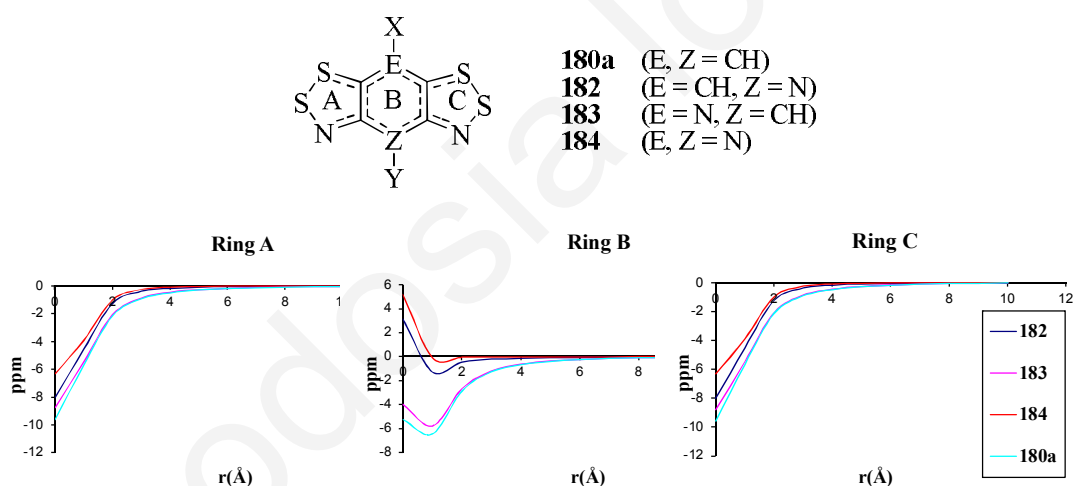 X
E
S S
S A B C S
N N
Z
Y
180a (E, Z = CH)
182 (E = CH, Z = N)
183 (E = N, Z = CH)
184 (E, Z = N)
Ring A
0
-2
-4
-6
-8
-10
-12
0 2 4 6 8 1
ppm
r(Å)
Ring B
6
4
2
0
-2
-4
-6
-8
0 2 4 6 8
ppm
r(Å)
Ring C
0
-2
-4
-6
-8
-10
-12
0 2 4 6 8 10 12
ppm
r(Å)
182
183
184
180a
odosia Io